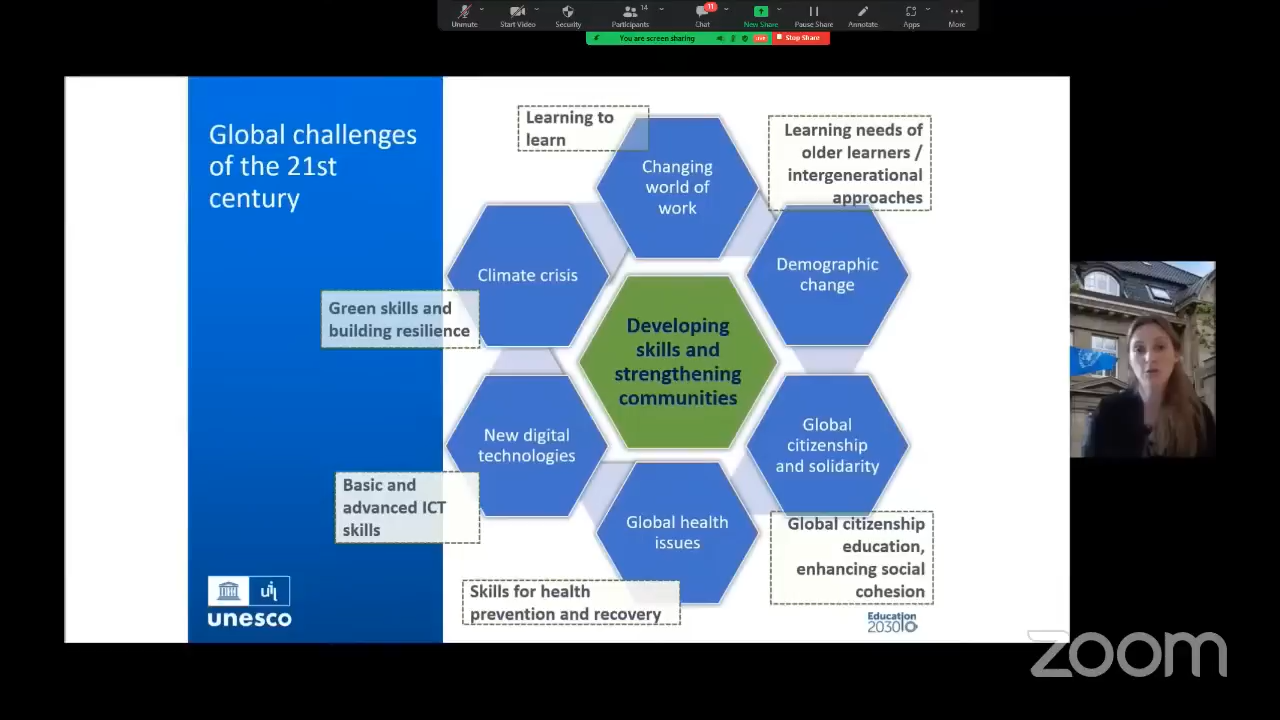 Unmute
Start Video
Security
14
Participants
11
Chat
New Share
Pause Share
Annotate
Apps
More
You are screen sharing
LIVE
Stop Share
Global challenges
of the 21st
century
Learning to
learn
Changing
world of
work
Learning needs of
older learners /
intergenerational
approaches
Climate crisis
Demographic
change
Green skills and
building resilience
Developing
skills and
strengthening
communities
New digital
technologies
Global
citizenship
and solidarity
Basic and
advanced ICT
skills
Global health
issues
Global citizenship
education,
enhancing social
cohesion
Skills for health
prevention and recovery
uil
unesco
Education
2030
zoom